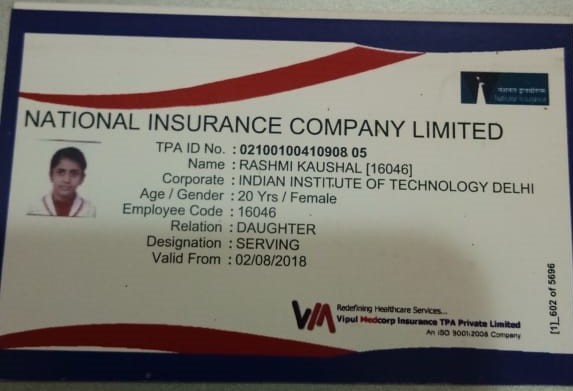 National Insurance
NATIONAL INSURANCE COMPANY LIMITED
TPA ID No. : 02100100410908 05
Name : RASHMI KAUSHAL [16046]
Corporate : INDIAN INSTITUTE OF TECHNOLOGY DELHI
Age / Gender : 20 Yrs / Female
Employee Code : 16046
Relation : DAUGHTER
Designation : SERVING
Valid From : 02/08/2018
Redefining Healthcare Services...
Vipul Medcorp Insurance TPA Private Limited
An ISO 9001:2008 Company
[1]_602 of 5696